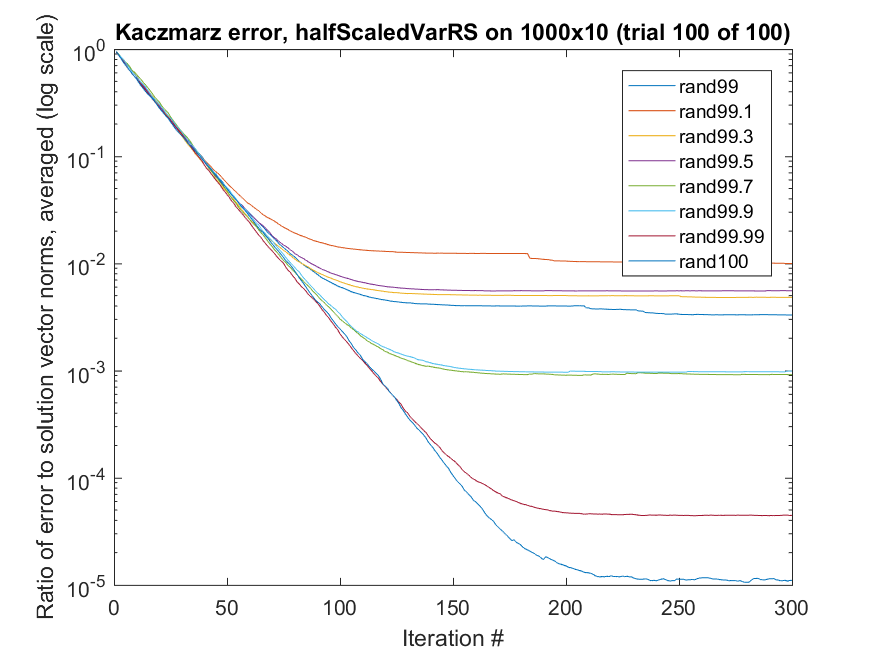 Kaczmarz error, halfScaledVarRS on 1000x10 (trial 100 of 100)
Ratio of error to solution vector norms, averaged (log scale)
10^0
10^-1
10^-2
10^-3
10^-4
10^-5
rand99
rand99.1
rand99.3
rand99.5
rand99.7
rand99.9
rand99.99
rand100
0 50 100 150 200 250 300
Iteration #